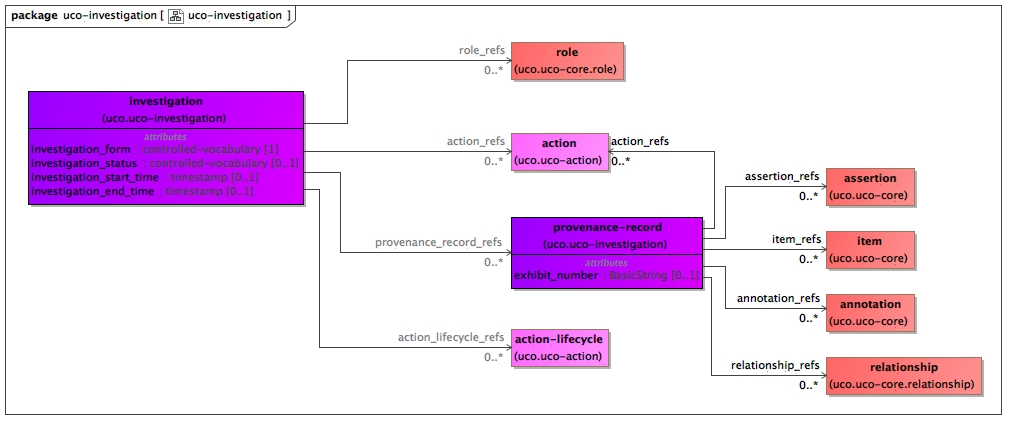 package uco-investigation [ uco-investigation ]
role_refs
0..*
role
(uco.uco-core.role)
investigation
(uco.uco-investigation)
attributes
investigation_form : controlled-vocabulary [1]
investigation_status : controlled-vocabulary [0..1]
investigation_start_time : timestamp [0..1]
investigation_end_time : timestamp [0..1]
action_refs
0..*
action
(uco.uco-action)
action_refs
0..*
assertion_refs
0..*
assertion
(uco.uco-core)
provenance_record_refs
0..*
provenance-record
(uco.uco-investigation)
attributes
exhibit_number : BasicString [0..1]
item_refs
0..*
item
(uco.uco-core)
annotation_refs
0..*
annotation
(uco.uco-core)
action_lifecycle_refs
0..*
action-lifecycle
(uco.uco-action)
relationship_refs
0..*
relationship
(uco.uco-core.relationship)